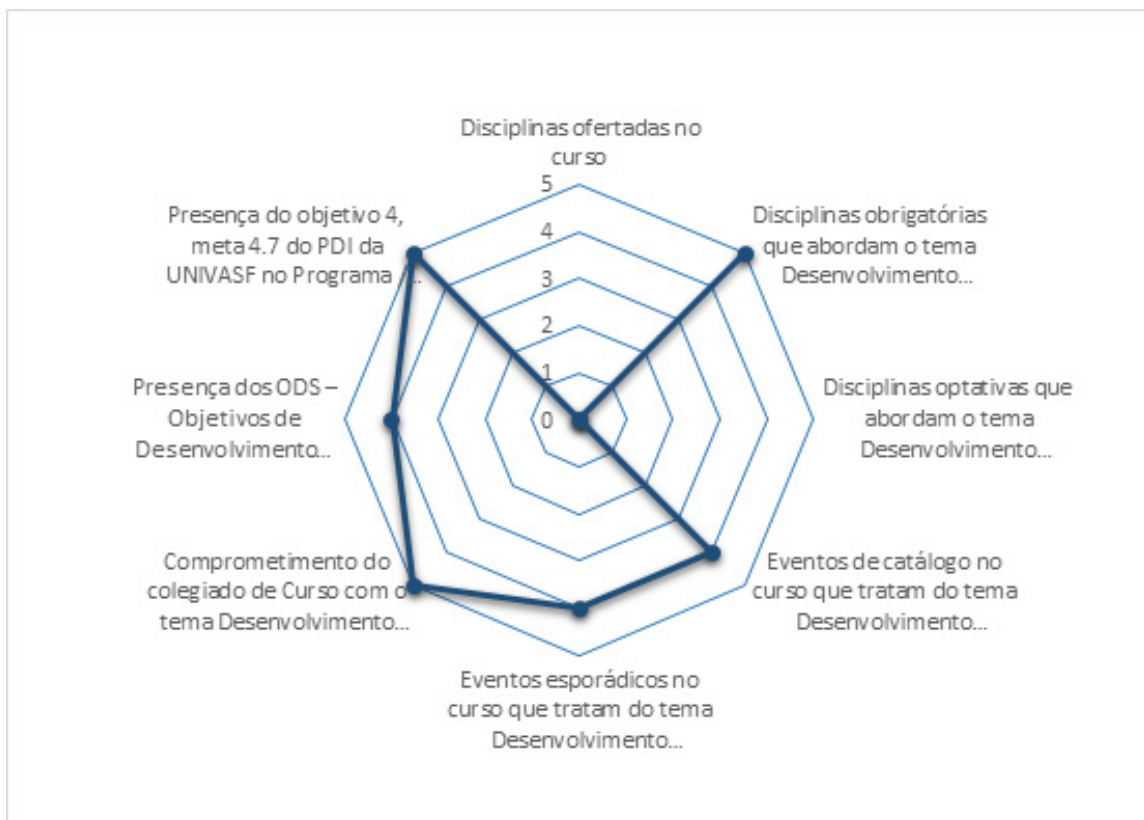 Disciplinas ofertadas no
curso
5
4
3
2
1
0
Disciplinas obrigatórias
que abordam o tema
Desenvolvimento...
Disciplinas optativas que
abordam o tema
Desenvolvimento...
Eventos de catálogo no
curso que tratam do tema
Desenvolvimento...
Eventos esporádicos no
curso que tratam do tema
Desenvolvimento...
Comprometimento do
colegiado de Curso com o
tema Desenvolvimento...
Presença dos ODS –
Objetivos de
Desenvolvimento...
Presença do objetivo 4,
meta 4.7 do PDI da
UNIVASF no Programa /...